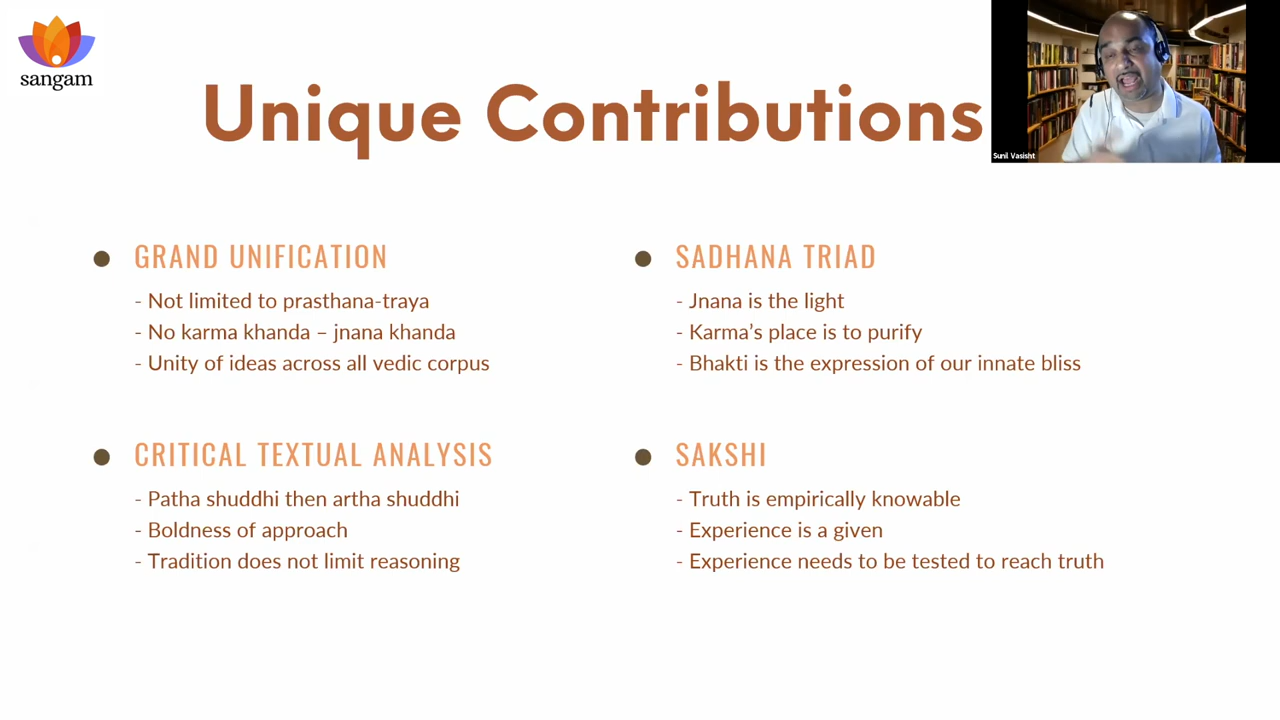 sangam
Unique Contributions
Sunil Vasisht
GRAND UNIFICATION
- Not limited to prasthana-traya
- No karma khanda – jnana khanda
- Unity of ideas across all vedic corpus
SADHANA TRIAD
- Jnana is the light
- Karma's place is to purify
- Bhakti is the expression of our innate bliss
CRITICAL TEXTUAL ANALYSIS
- Patha shuddhi then artha shuddhi
- Boldness of approach
- Tradition does not limit reasoning
SAKSHI
- Truth is empirically knowable
- Experience is a given
- Experience needs to be tested to reach truth